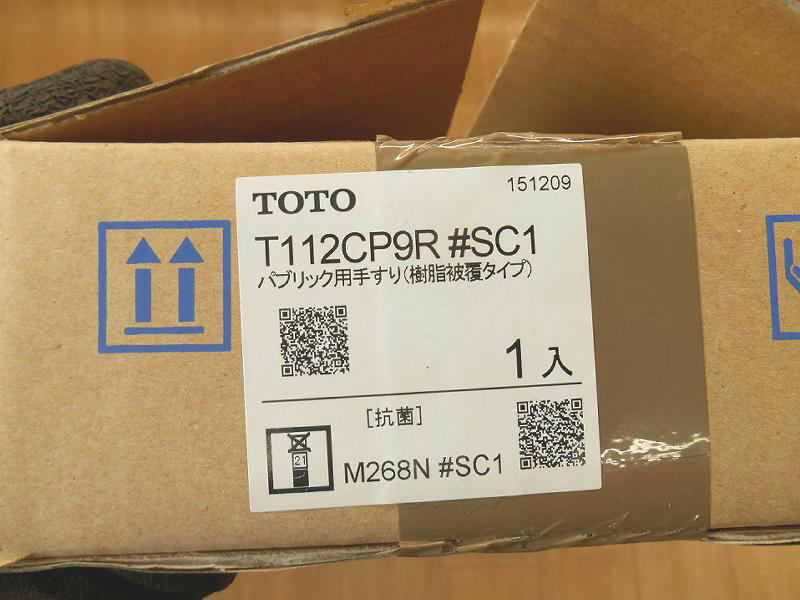 TOTO
151209
T112CP9R #SC1
パブリック用手すり(樹脂被覆タイプ)
1入
[抗菌]
21
M268N #SC1